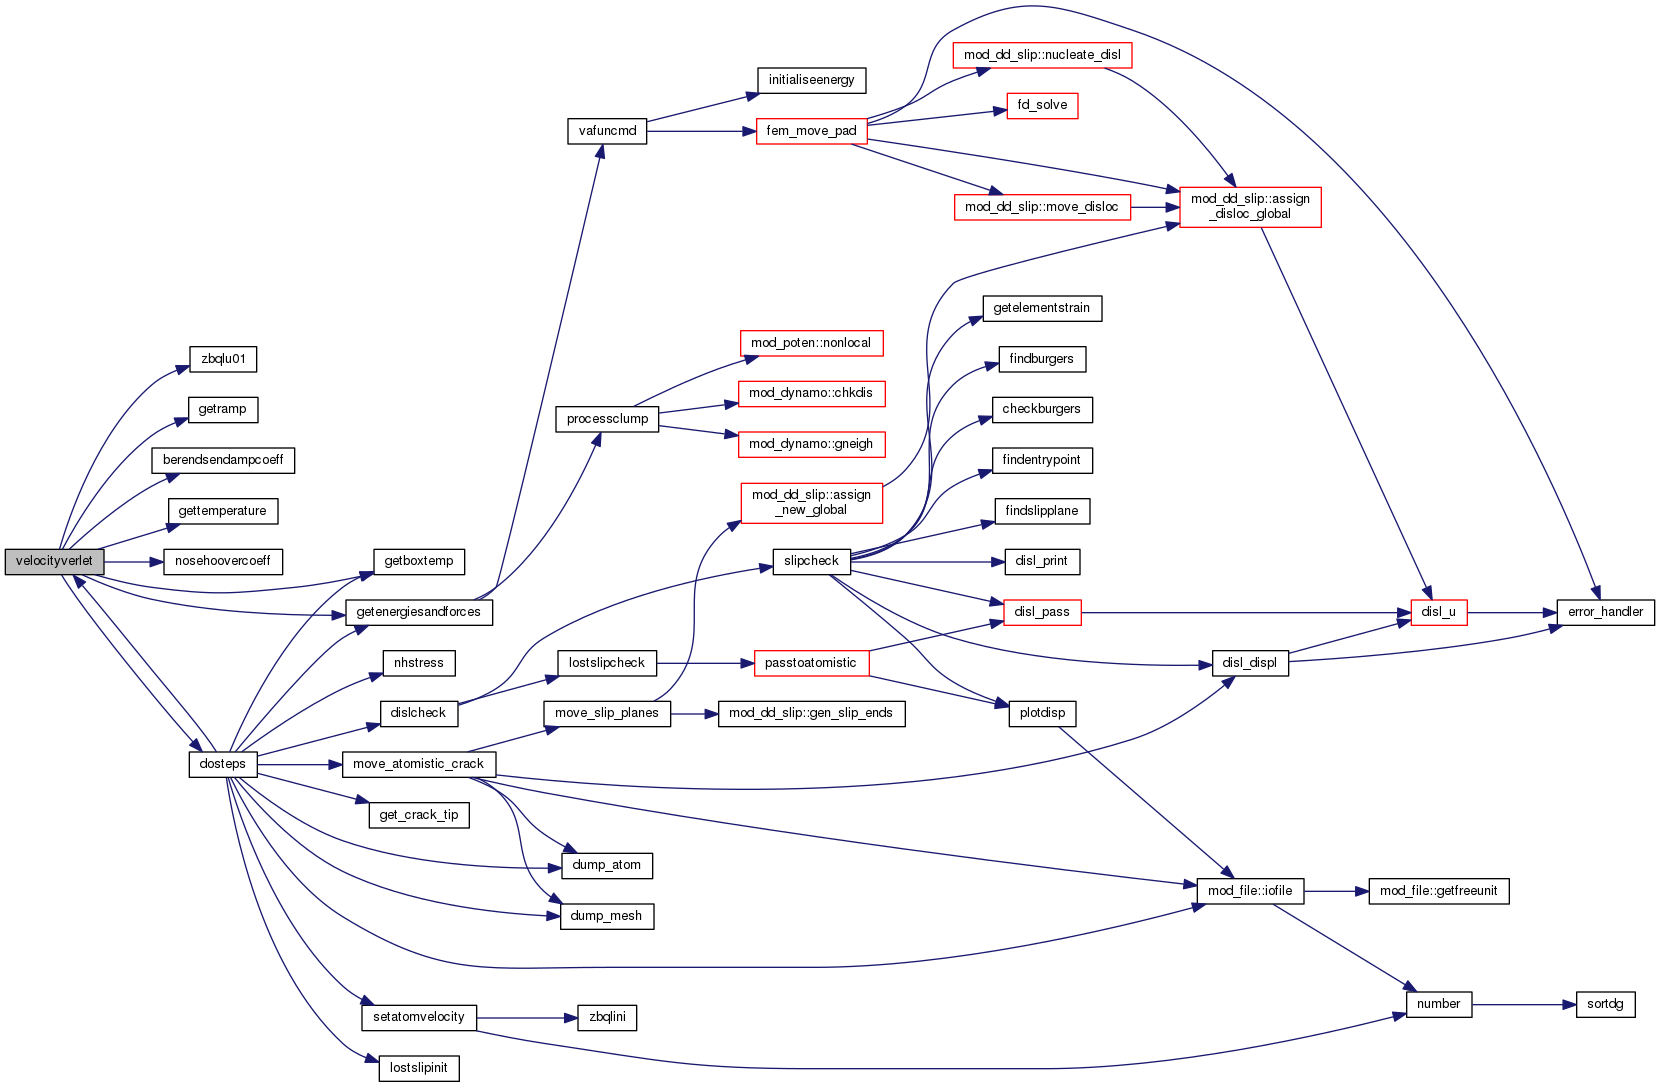 mod_dd_slip::nucleate_disl
initialiseenergy
fd_solve
vafuncmd
fem_move_pad
mod_dd_slip::assign
_disloc_global
mod_dd_slip::move_disloc
getelementstrain
mod_poten::nonlocal
zbqlu01
findburgers
mod_dynamo::chkdis
getramp
processclump
checkburgers
mod_dynamo::gneigh
berendsendampcoeff
findentrypoint
mod_dd_slip::assign
_new_global
gettemperature
findslipplane
velocityverlet
nosehoovercoeff
getboxtemp
slipcheck
disl_print
getenergiesandforces
disl_pass
disl_u
error_handler
nhstress
lostslipcheck
passtoatomistic
disl_displ
dislcheck
move_slip_planes
mod_dd_slip::gen_slip_ends
plotdisp
dosteps
move_atomistic_crack
get_crack_tip
dump_atom
mod_file::iofile
mod_file::getfreeunit
dump_mesh
setatomvelocity
zbqlini
number
sortdg
lostslipinit